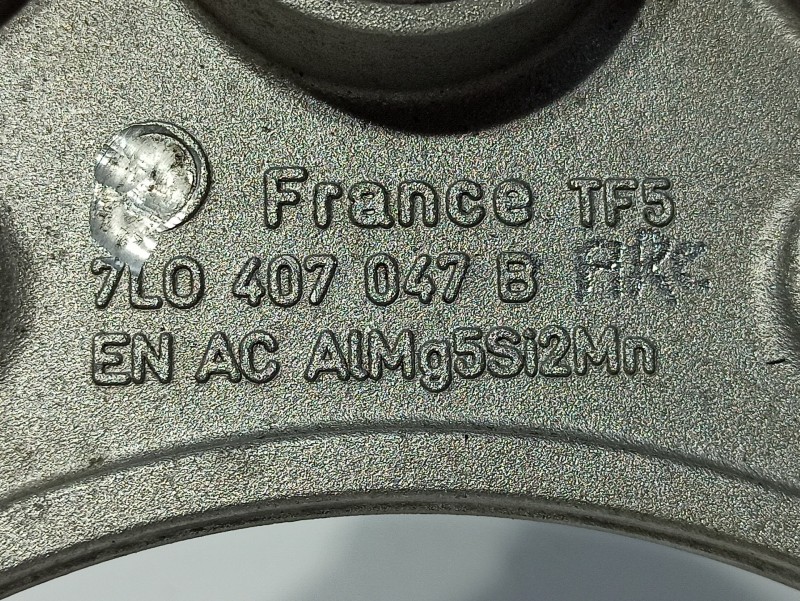 France TF5
7L0 407 047 B
EN AC AlMg5Si2Mn